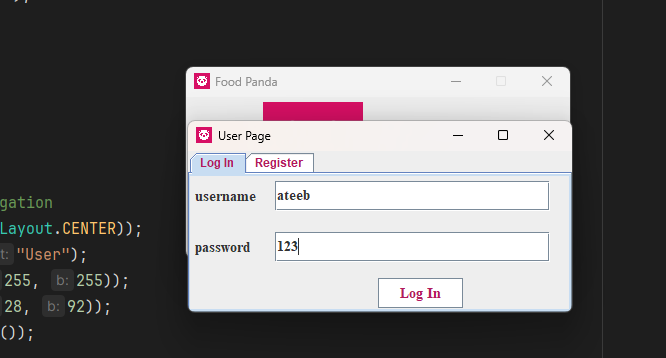 Food Panda
User Page
Log In Register
username ateeb
gation
Layout.CENTER));
t: "User");
password 123
255, b: 255));
28, b: 92));
Log In
());